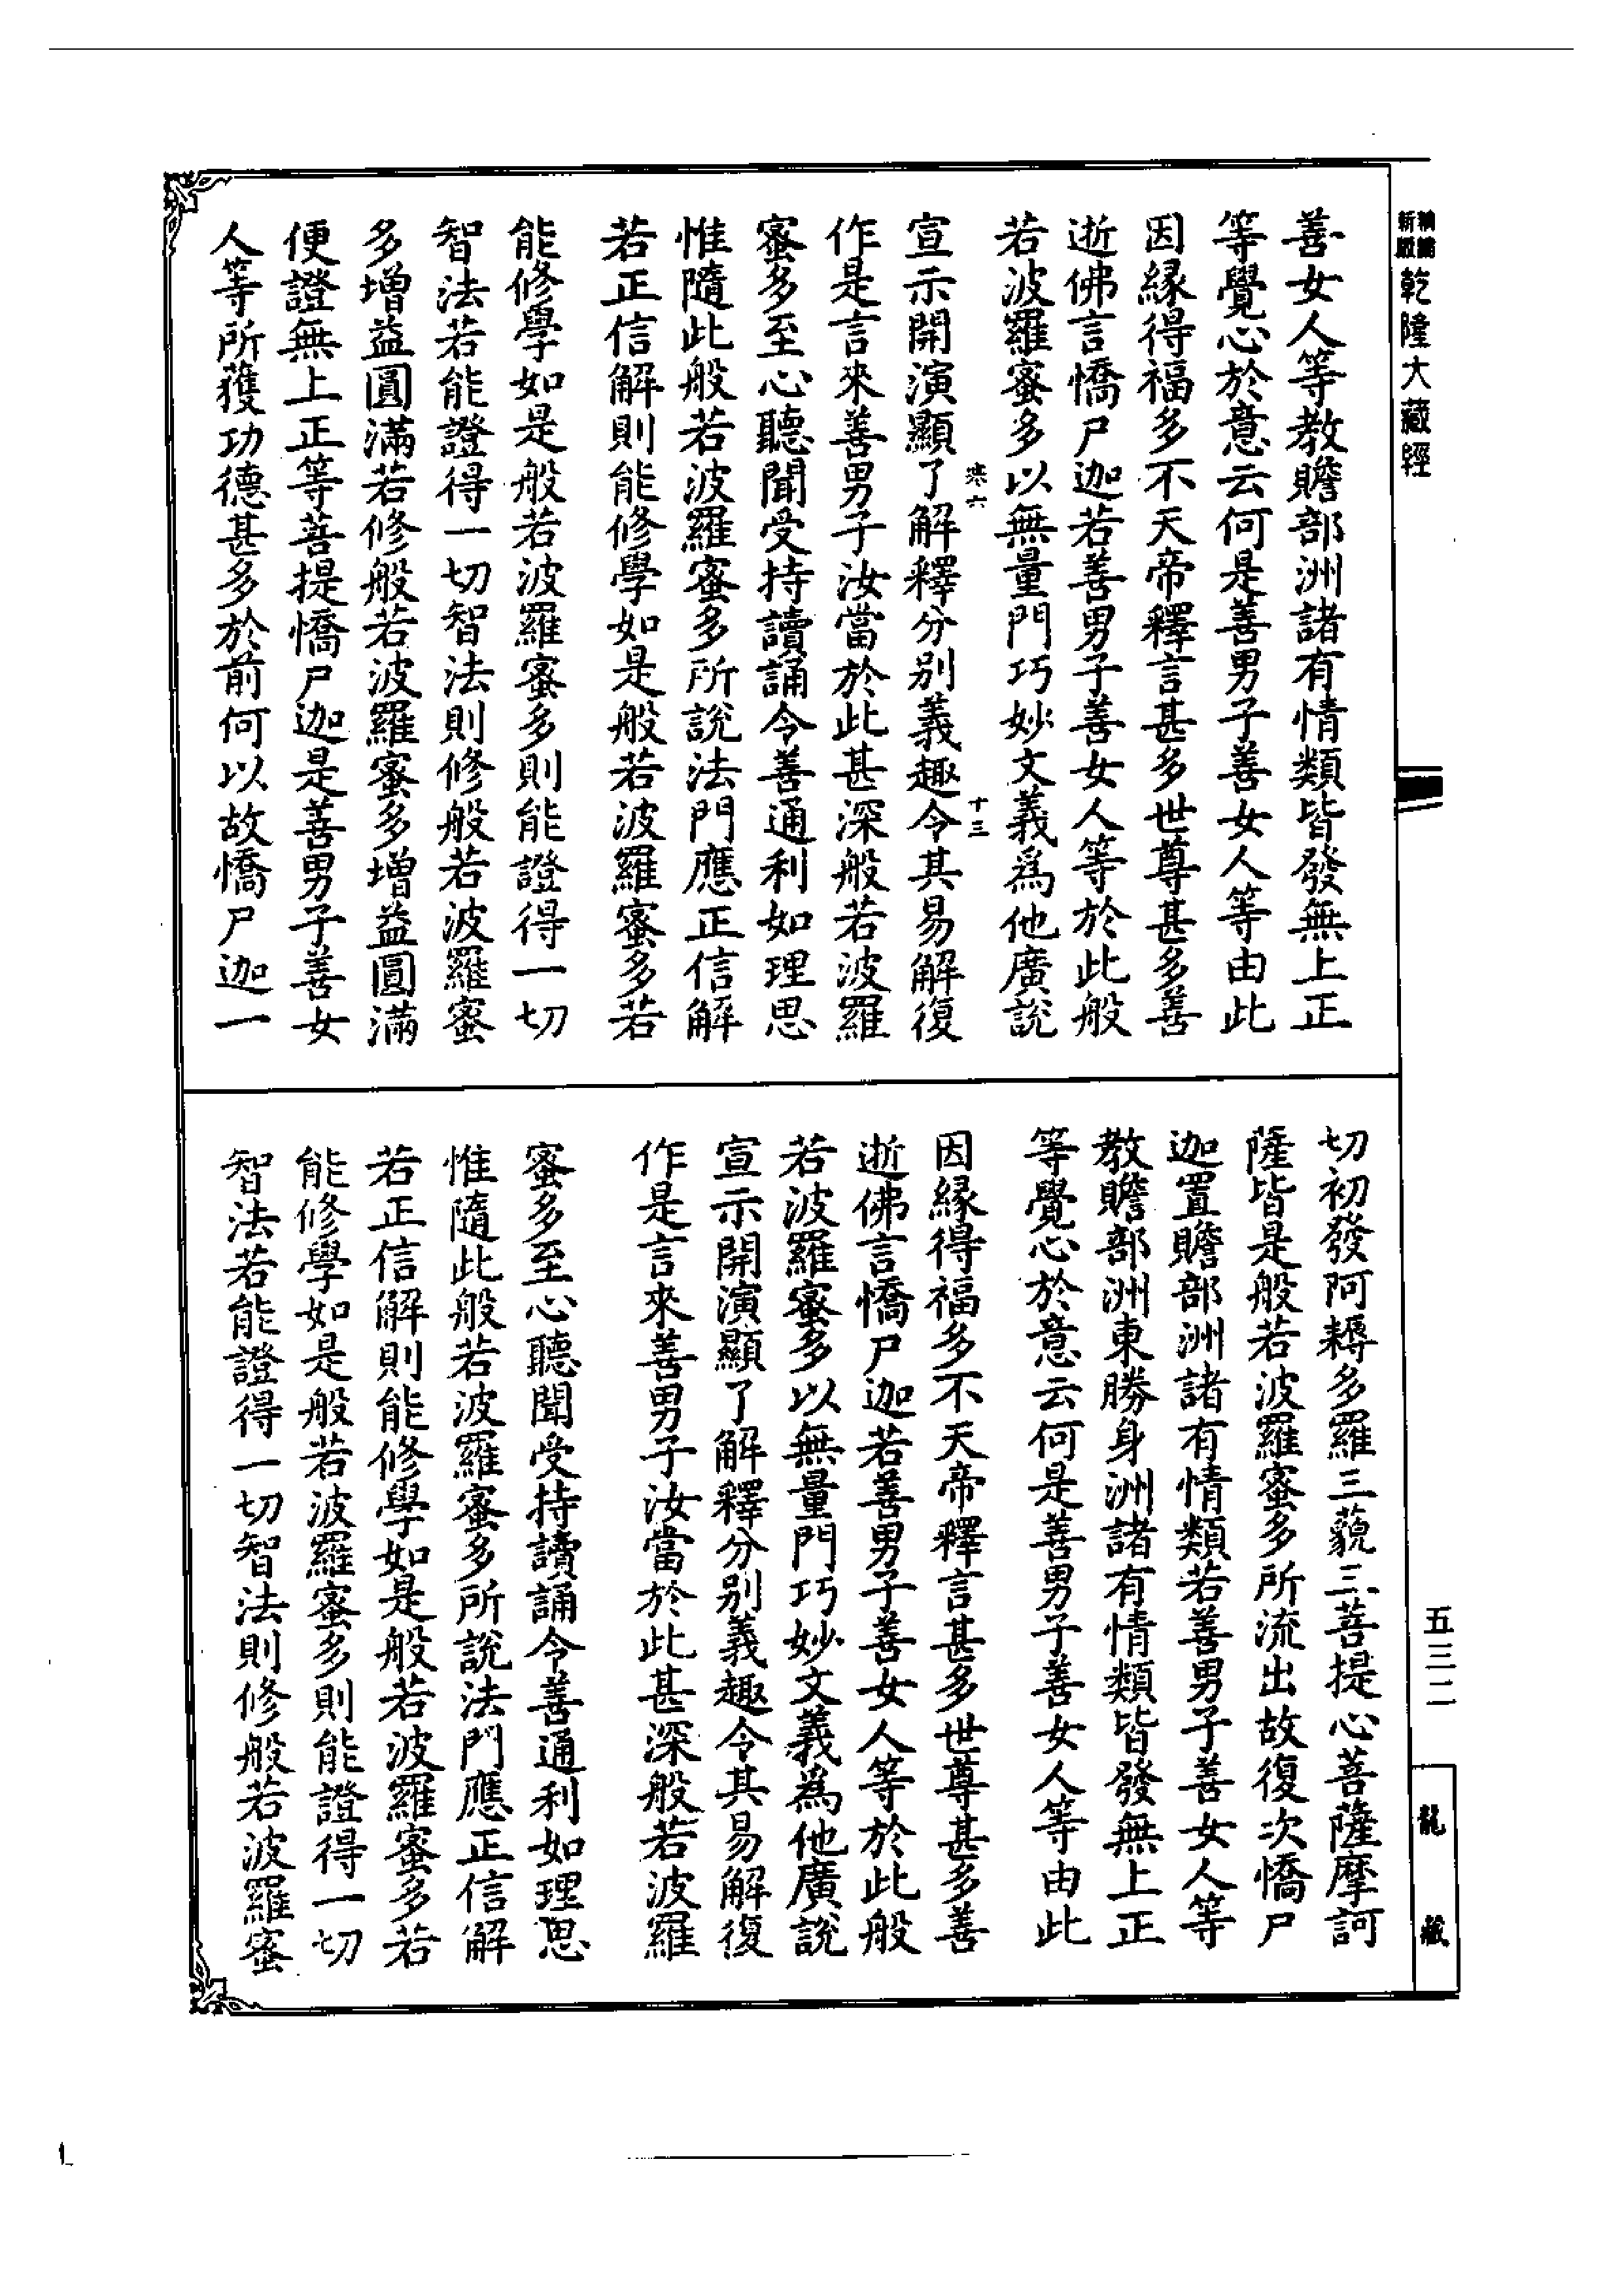 新編縮版
乾隆大藏經
善女人等教贍部洲諸有情類皆發無上正
等覺心於意云何是善男子善女人等由此
因緣得福多不天帝釋言甚多世尊甚多善
逝佛言憍尸迦若善男子善女人等於此般
若波羅蜜多以無量門巧妙文義爲他廣說
寒六
十三
宣示開演顯了解釋分别義趣令其易解復
作是言來善男子汝當於此甚深般若波羅
蜜多至心聽聞受持讀誦令善通利如理思
惟隨此般若波羅蜜多所說法門應正信解
若正信解則能修學如是般若波羅蜜多若
能修學如是般若波羅蜜多則能證得一切
智法若能證得一切智法則修般若波羅蜜
多增益圓滿若修般若波羅蜜多增益圓滿
便證無上正等菩提憍尸迦是善男子善女
人等所獲功德甚多於前何以故憍尸迦一
切初發阿耨多羅三藐三菩提心菩薩摩訶
薩皆是般若波羅蜜多所流出故復次憍尸
迦置贍部洲諸有情類若善男子善女人等
教贍部洲東勝身洲諸有情類皆發無上正
等覺心於意云何是善男子善女人等由此
因緣得福多不天帝釋言甚多世尊甚多善
逝佛言憍尸迦若善男子善女人等於此般
若波羅蜜多以無量門巧妙文義爲他廣說
宣示開演顯了解釋分别義趣令其易解復
作是言來善男子汝當於此甚深般若波羅
蜜多至心聽聞受持讀誦令善通利如理思
惟隨此般若波羅蜜多所說法門應正信解
若正信解則能修學如是般若波羅蜜多若
能修學如是般若波羅蜜多則能證得一切
智法若能證得一切智法則修般若波羅蜜
五三二
龍藏